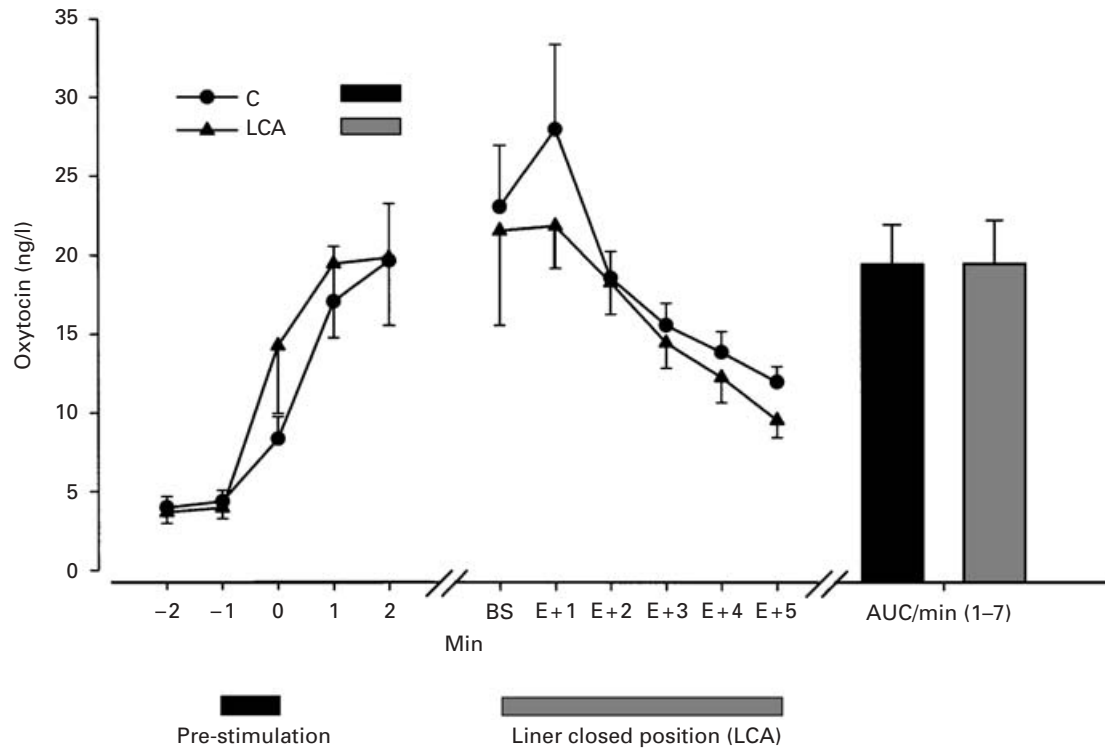 35
30
25
20
15
10
5
0
Oxytocin (ng/l)
C
LCA
−2 −1 0 1 2 BS E+1 E+2 E+3 E+4 E+5 AUC/min (1–7)
Min
Pre-stimulation Liner closed position (LCA)